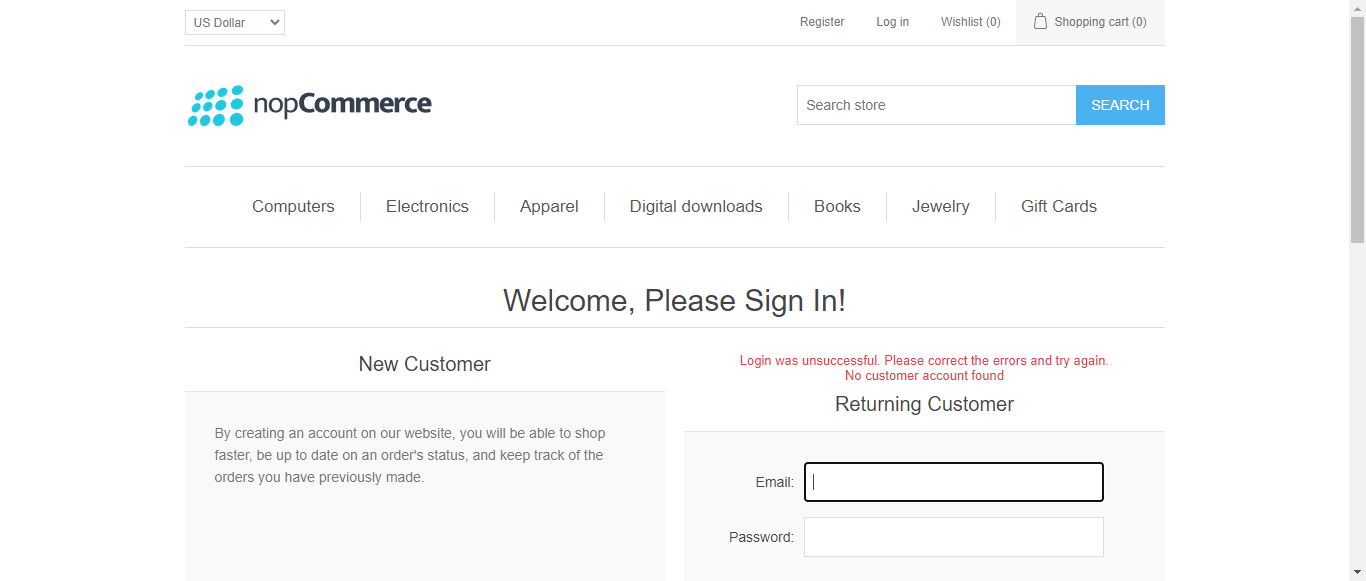 US Dollar
Register
Log in
Wishlist (0)
Shopping cart (0)
nopCommerce
Search store
SEARCH
Computers
Electronics
Apparel
Digital downloads
Books
Jewelry
Gift Cards
Welcome, Please Sign In!
New Customer
By creating an account on our website, you will be able to shop
faster, be up to date on an order's status, and keep track of the
orders you have previously made.
Login was unsuccessful. Please correct the errors and try again.
No customer account found
Returning Customer
Email:
Password: